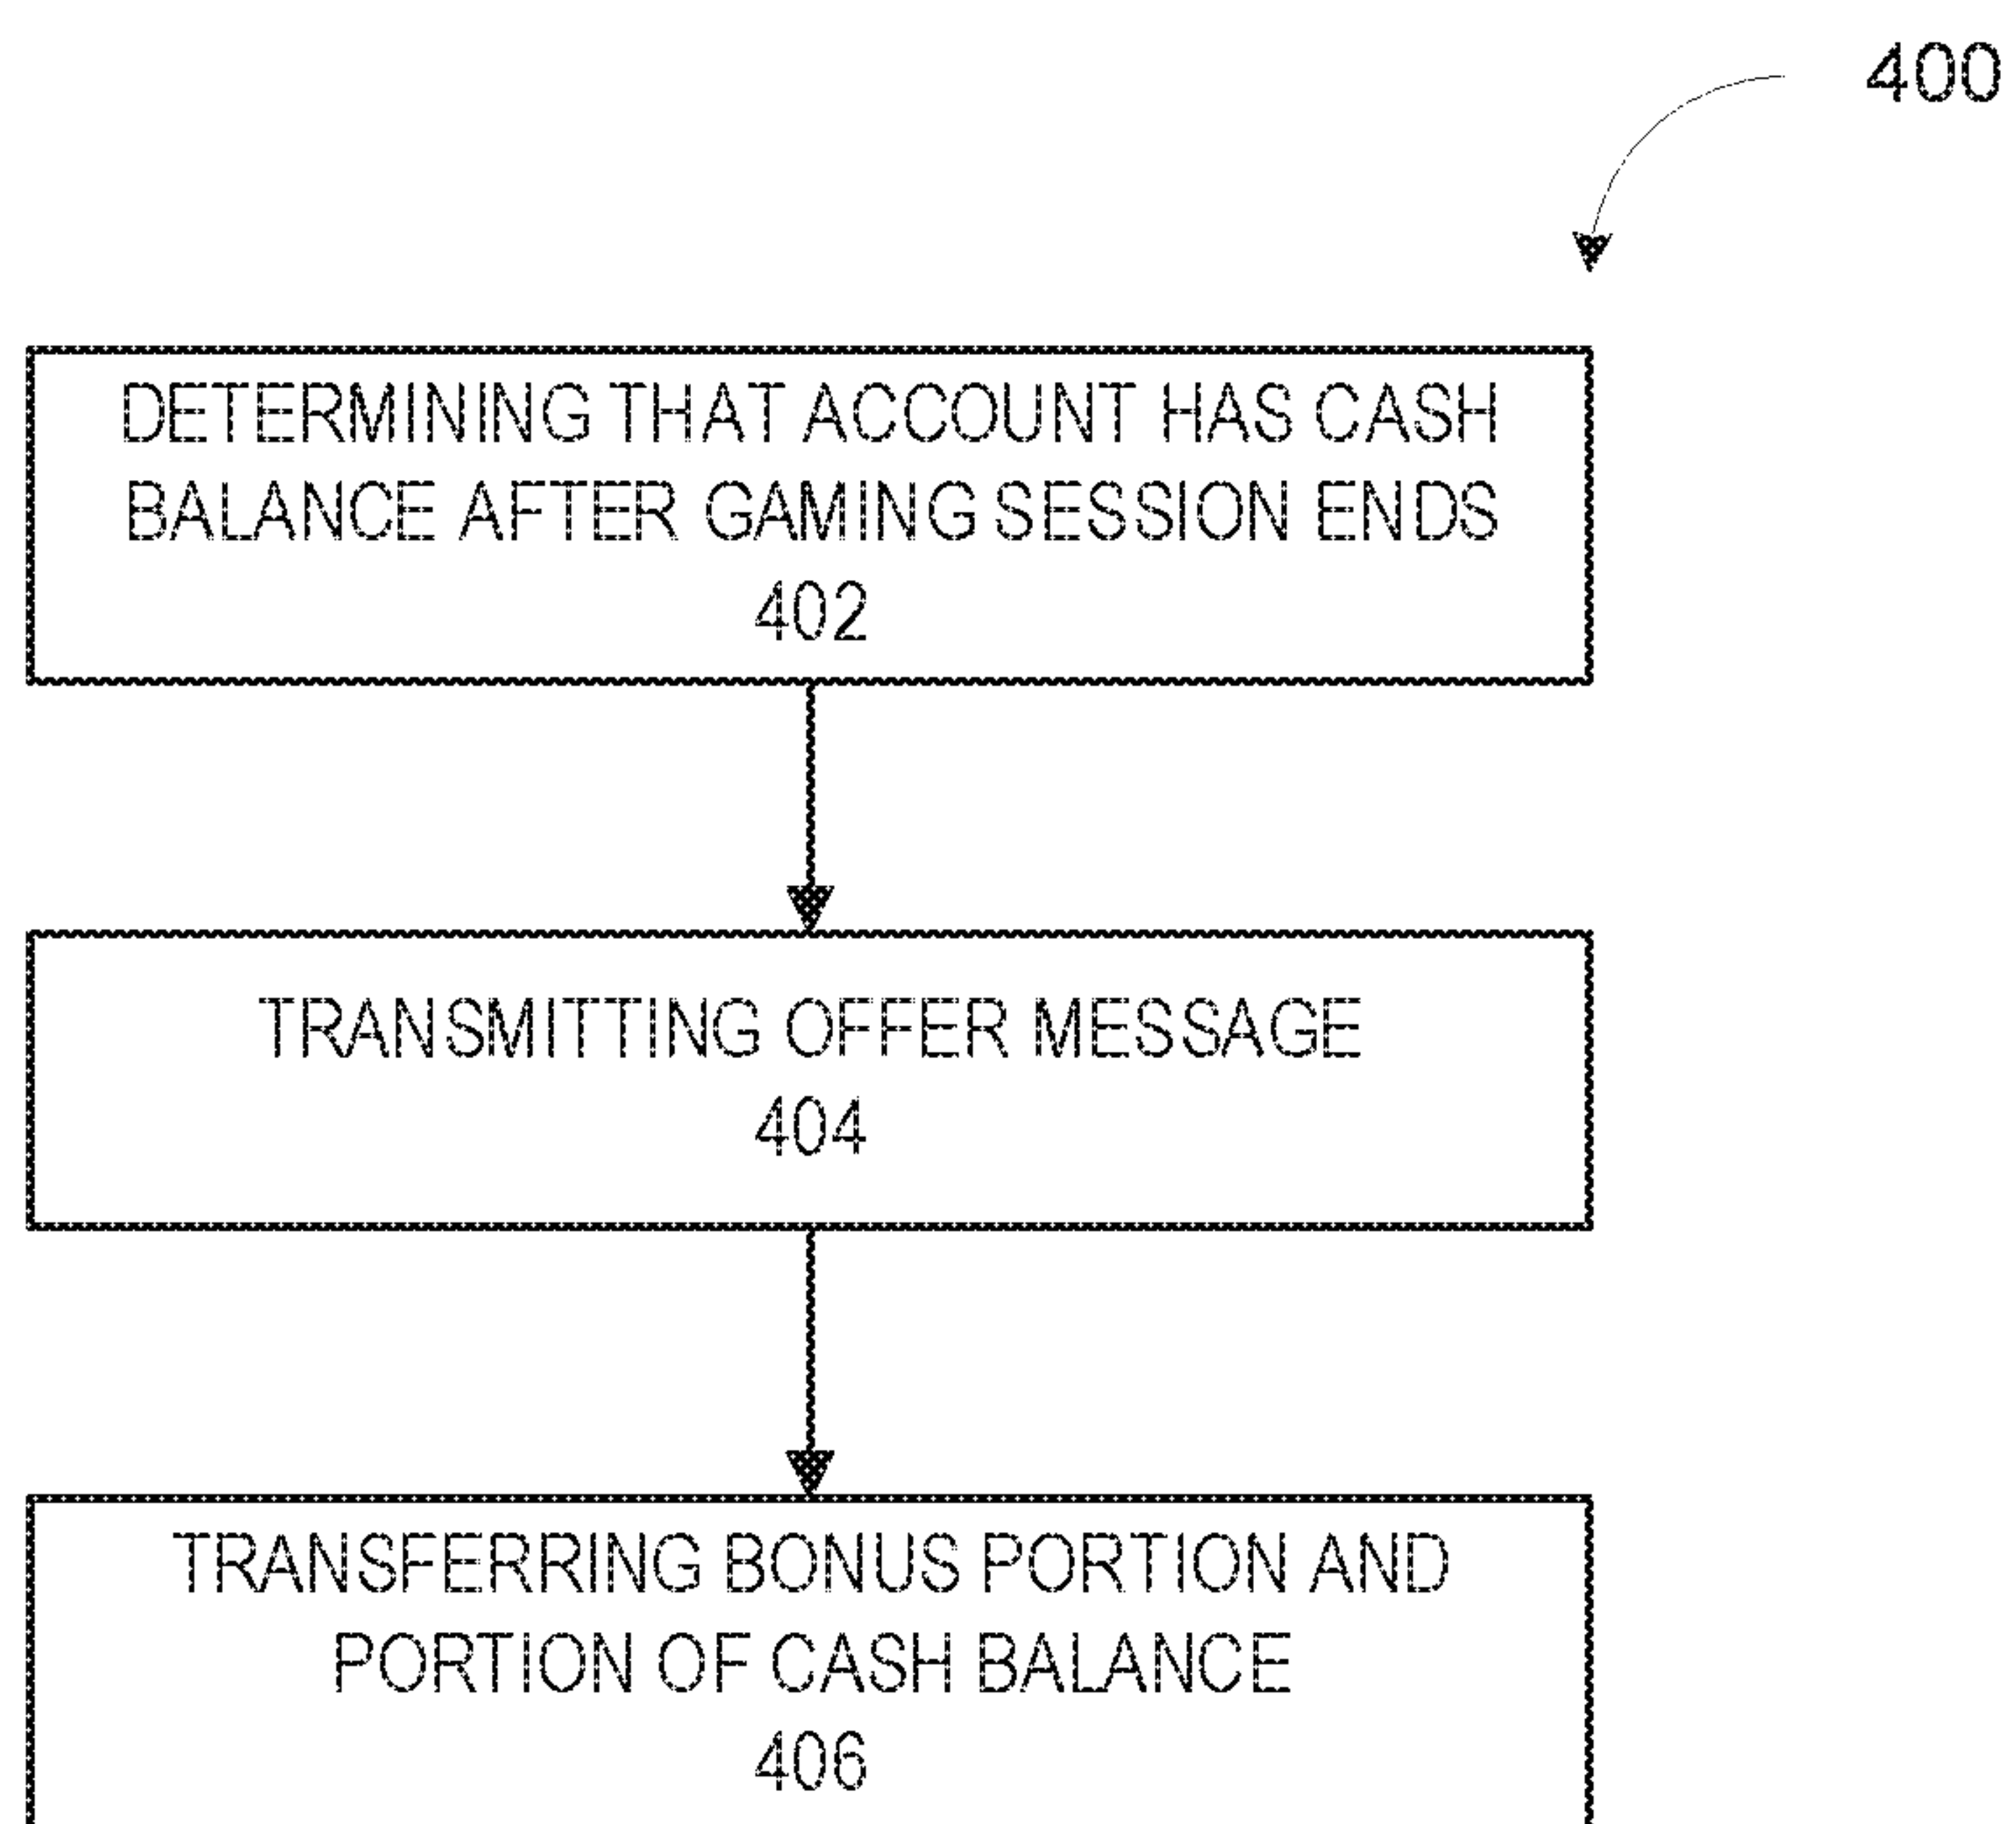 400
DETERMINING THAT ACCOUNT HAS CASH
BALANCE AFTER GAMING SESSION ENDS
402
TRANSMITTING OFFER MESSAGE
404
TRANSFERRING BONUS PORTION AND
PORTION OF CASH BALANCE
406